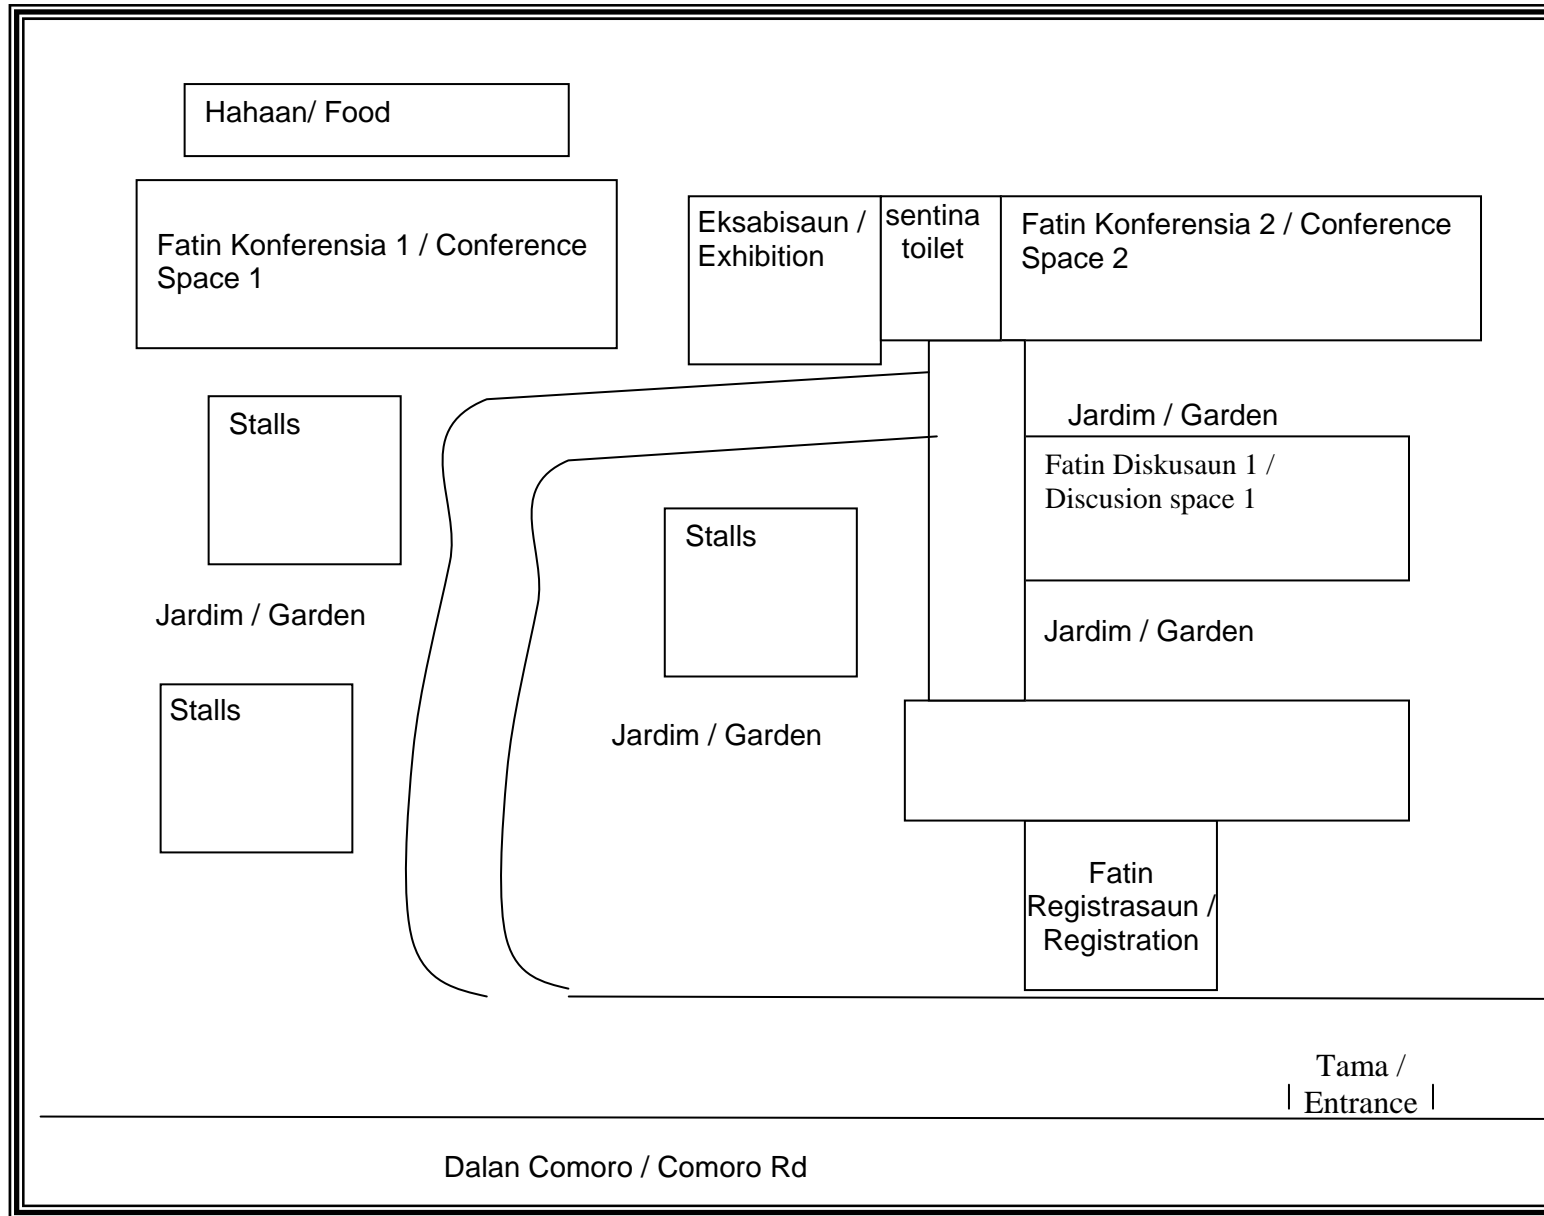 Hahaan/ Food
Fatin Konferensia 1 / Conference
Space 1
Eksabisaun /
Exhibition
sentina
toilet
Fatin Konferensia 2 / Conference
Space 2
Stalls
Jardim / Garden
Fatin Diskusaun 1 /
Discusion space 1
Stalls
Jardim / Garden
Jardim / Garden
Stalls
Jardim / Garden
Fatin
Registrasaun /
Registration
Tama /
Entrance
Dalan Comoro / Comoro Rd